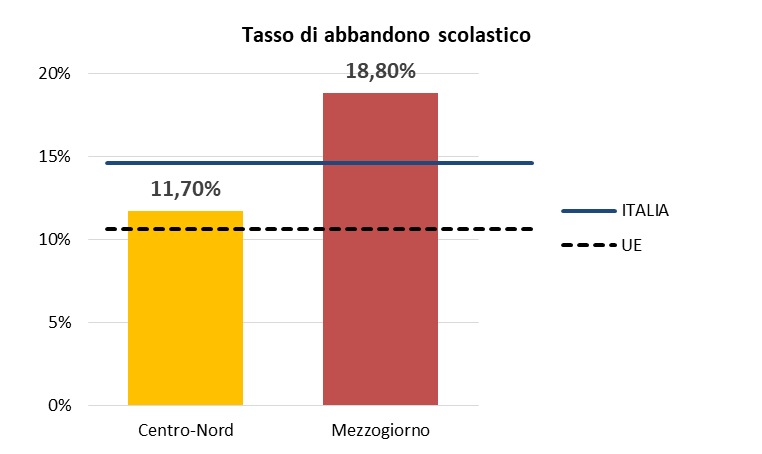 Tasso di abbandono scolastico
20%
18,80%
15%
11,70%
ITALIA
10%
UE
5%
0%
Centro-Nord
Mezzogiorno